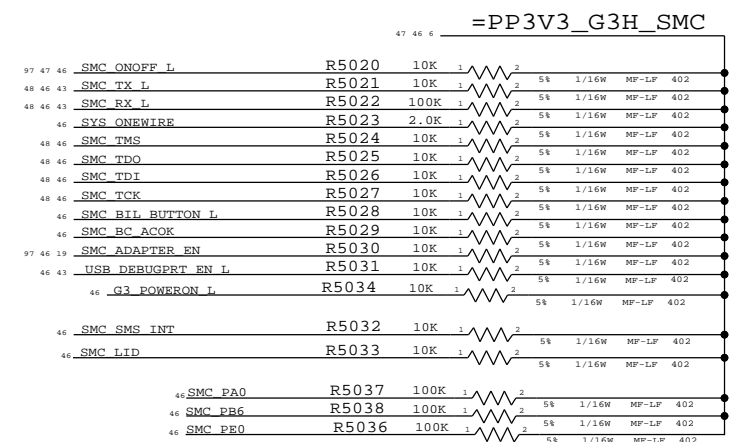 =PP3V3_G3H_SMC
47 46 6
97 47 46 SMC_ONOFF_L R5020 10K 1 2
5% 1/16W MF-LF 402
48 46 43 SMC_TX_L R5021 10K 1 2
5% 1/16W MF-LF 402
48 46 43 SMC_RX_L R5022 100K 1 2
5% 1/16W MF-LF 402
46 SYS_ONEWIRE R5023 2.0K 1 2
5% 1/16W MF-LF 402
48 46 SMC_TMS R5024 10K 1 2
5% 1/16W MF-LF 402
48 46 SMC_TDO R5025 10K 1 2
5% 1/16W MF-LF 402
48 46 SMC_TDI R5026 10K 1 2
5% 1/16W MF-LF 402
48 46 SMC_TCK R5027 10K 1 2
5% 1/16W MF-LF 402
46 SMC_BIL_BUTTON_L R5028 10K 1 2
5% 1/16W MF-LF 402
46 SMC_BC_ACOK R5029 10K 1 2
5% 1/16W MF-LF 402
97 46 19 SMC_ADAPTER_EN R5030 10K 1 2
5% 1/16W MF-LF 402
46 43 USB_DEBUGPRT_EN_L R5031 10K 1 2
5% 1/16W MF-LF 402
46 G3_POWERON_L R5034 10K 1 2
5% 1/16W MF-LF 402
46 SMC_SMS_INT R5032 10K 1 2
5% 1/16W MF-LF 402
46 SMC_LID R5033 10K 1 2
5% 1/16W MF-LF 402
46 SMC_PA0 R5037 100K 1 2
5% 1/16W MF-LF 402
46 SMC_PB6 R5038 100K 1 2
5% 1/16W MF-LF 402
46 SMC_PE0 R5036 100K 1 2
5% 1/16W MF-LF 402